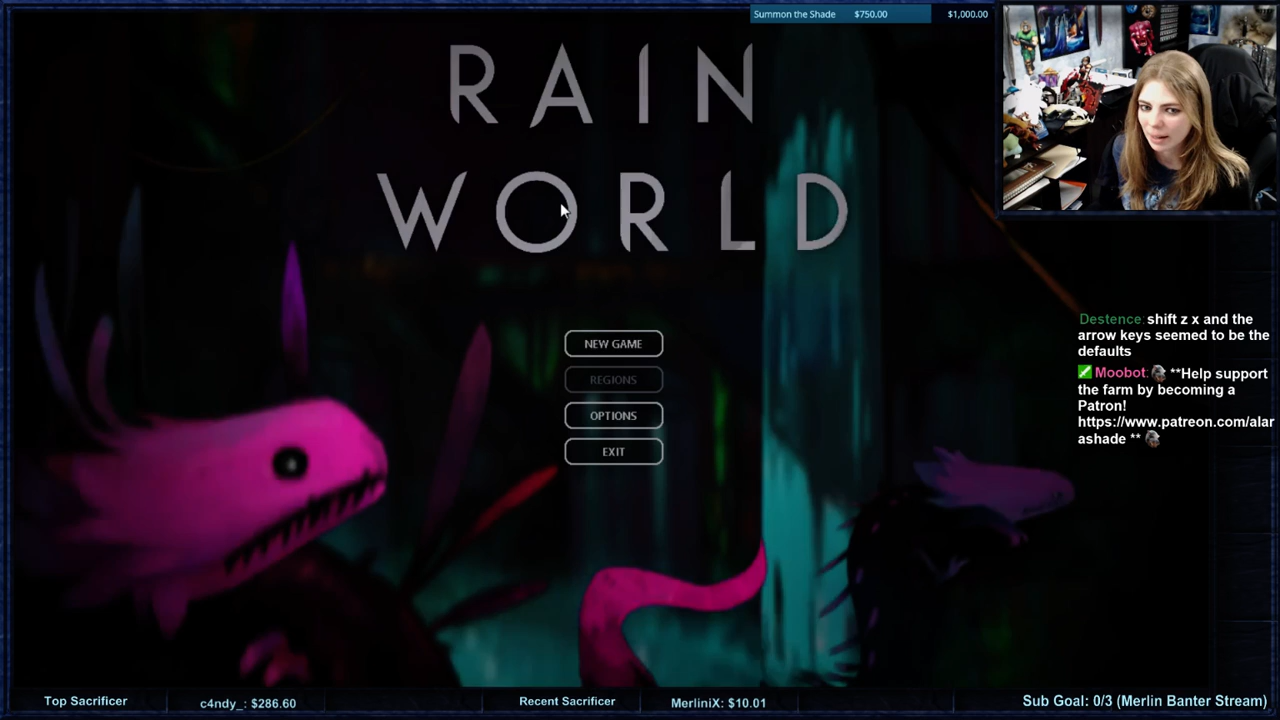 Summon the Shade $750.00 $1,000.00
RAIN
WORLD
NEW GAME
REGIONS
OPTIONS
EXIT
Destence: shift z x and the
arrow keys seemed to be the
defaults
Moobot: **Help support
the farm by becoming a
Patron!
https://www.patreon.com/alar
ashade **
Top Sacrificer c4ndy_: $286.60 Recent Sacrificer MerliniX: $10.01 Sub Goal: 0/3 (Merlin Banter Stream)